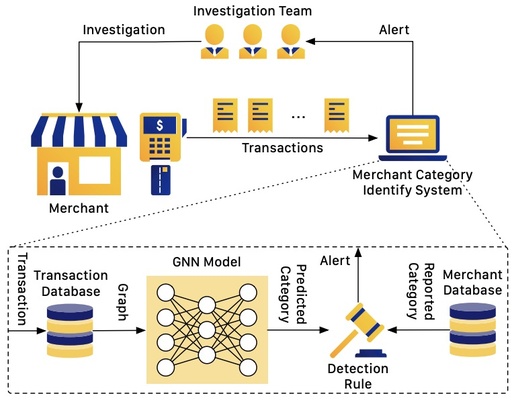 Investigation Team
Investigation
Alert
$
...
Transactions
Merchant
Merchant Category
Identify System
Transaction
Transaction
Database
Graph
GNN Model
Predicted
Category
Alert
Detection
Rule
Reported
Category
Merchant
Database